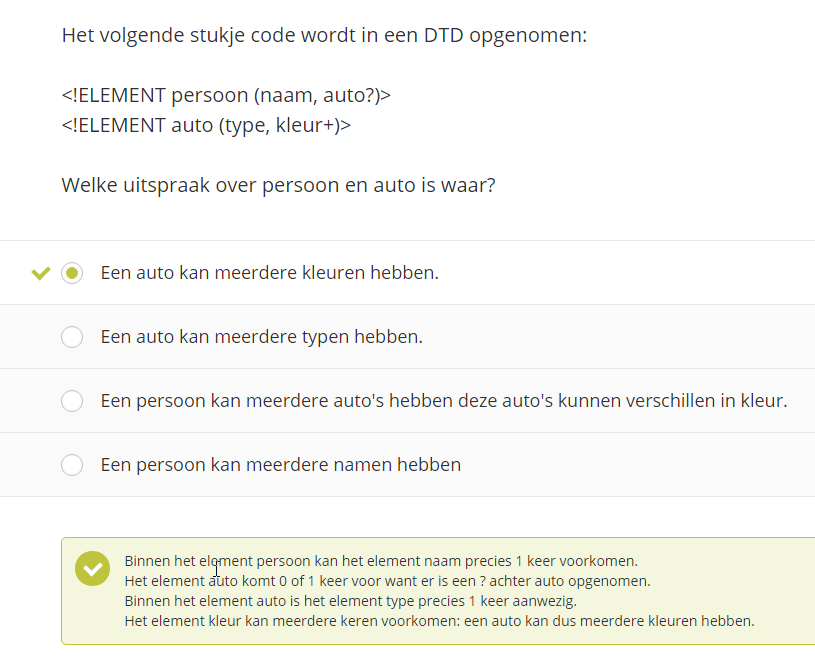 Het volgende stukje code wordt in een DTD opgenomen:
<!ELEMENT persoon (naam, auto?)>
<!ELEMENT auto (type, kleur+)>
Welke uitspraak over persoon en auto is waar?
Een auto kan meerdere kleuren hebben.
Een auto kan meerdere typen hebben.
Een persoon kan meerdere auto's hebben deze auto's kunnen verschillen in kleur.
Een persoon kan meerdere namen hebben
Binnen het element persoon kan het element naam precies 1 keer voorkomen.
Het element auto komt 0 of 1 keer voor want er is een ? achter auto opgenomen.
Binnen het element auto is het element type precies 1 keer aanwezig.
Het element kleur kan meerdere keren voorkomen: een auto kan dus meerdere kleuren hebben.